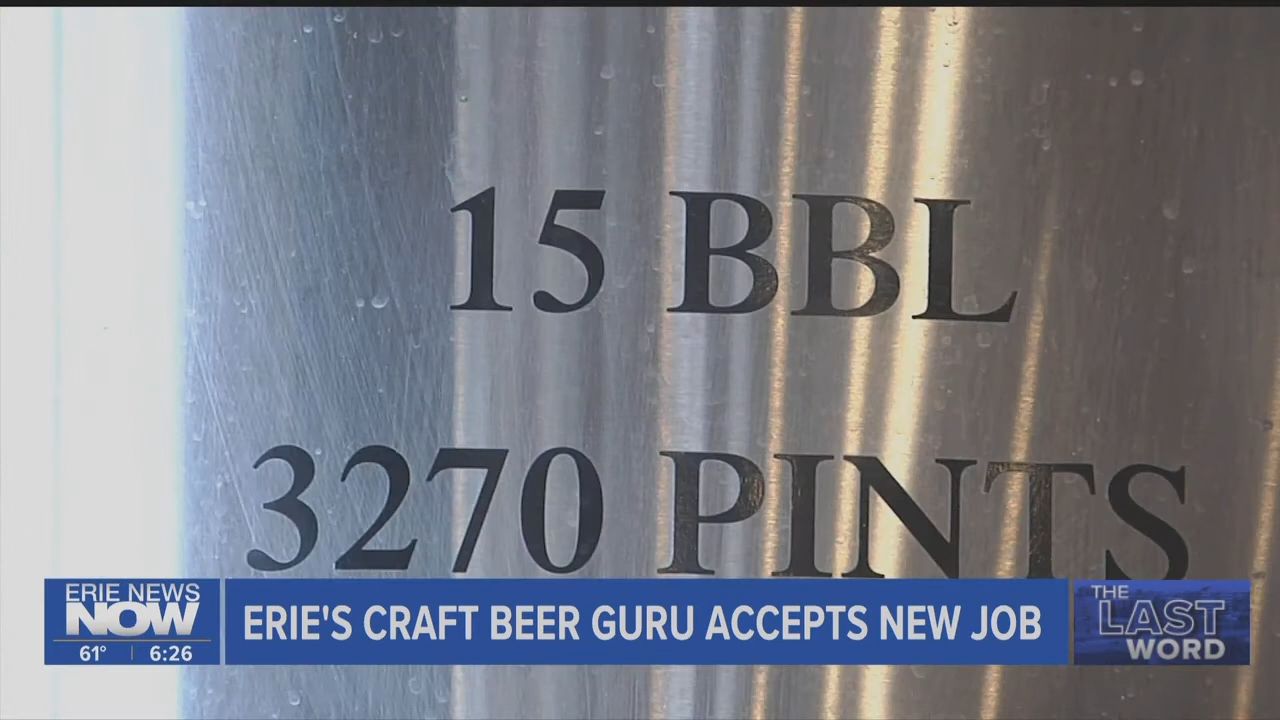 15 BBL
3270 PINTS
ERIE NEWS
NOW
61° | 6:26
ERIE'S CRAFT BEER GURU ACCEPTS NEW JOB
THE
LAST
WORD